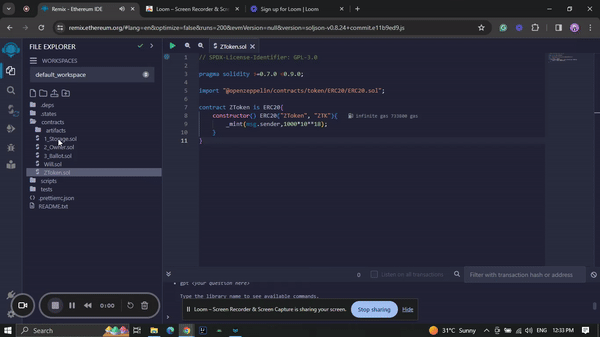 Remix - Ethereum IDE
Loom – Screen Recorder & S
Sign up for Loom | Loom
remix.ethereum.org/#lang=en&optimize=false&runs=200&evmVersion=null&version=soljson-v0.8.24+commit.e11b9ed9.js
FILE EXPLORER
WORKSPACES
default_workspace
.deps
.states
contracts
artifacts
1_Storage.sol
2_Owner.sol
3_Ballot.sol
Will.sol
ZToken.sol
scripts
tests
.prettierrc.json
README.txt
ZToken.sol
1 // SPDX-License-Identifier: GPL-3.0
2
3 pragma solidity >=0.7.0 <0.9.0;
4
5 import "@openzeppelin/contracts/token/ERC20/ERC20.sol";
6
7 contract ZToken is ERC20{
8 constructor() ERC20("ZToken", "ZTK"){ infinite gas 733800 gas
9 _mint(msg.sender,1000*10**18);
10 }
11 }
0
Listen on all transactions
Filter with transaction hash or address
gpt <your question here>
Type the library name to see available commands.
0:00
Loom – Screen Recorder & Screen Capture is sharing your screen.
Stop sharing
Hide
Search
31°C Sunny
ENG
12:33 PM